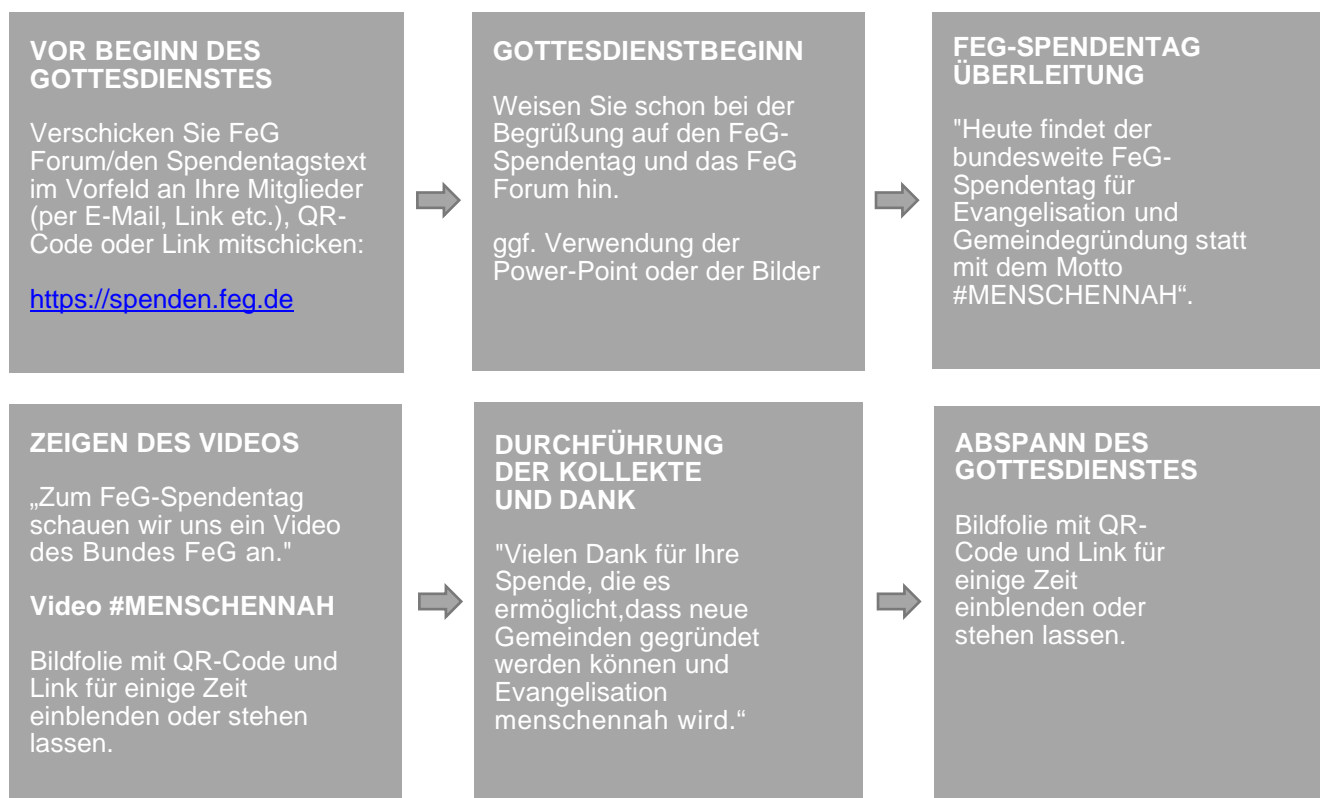 VOR BEGINN DES
GOTTESDIENSTES
Verschicken Sie FeG
Forum/den Spendentagstext
im Vorfeld an Ihre Mitglieder
(per E-Mail, Link etc.), QR-
Code oder Link mitschicken:
https://spenden.feg.de
GOTTESDIENSTBEGINN
Weisen Sie schon bei der
Begrüßung auf den FeG-
Spendentag und das FeG
Forum hin.
ggf. Verwendung der
Power-Point oder der Bilder
FEG-SPENDENTAG
ÜBERLEITUNG
"Heute findet der
bundesweite FeG-
Spendentag für
Evangelisation und
Gemeindegründung statt
mit dem Motto
#MENSCHENNAH“.
ZEIGEN DES VIDEOS
„Zum FeG-Spendentag
schauen wir uns ein Video
des Bundes FeG an."
Video #MENSCHENNAH
Bildfolie mit QR-Code und
Link für einige Zeit
einblenden oder stehen
lassen.
DURCHFÜHRUNG
DER KOLLEKTE
UND DANK
"Vielen Dank für Ihre
Spende, die es
ermöglicht,dass neue
Gemeinden gegründet
werden können und
Evangelisation
menschennah wird.“
ABSPANN DES
GOTTESDIENSTES
Bildfolie mit QR-
Code und Link für
einige Zeit
einblenden oder
stehen lassen.